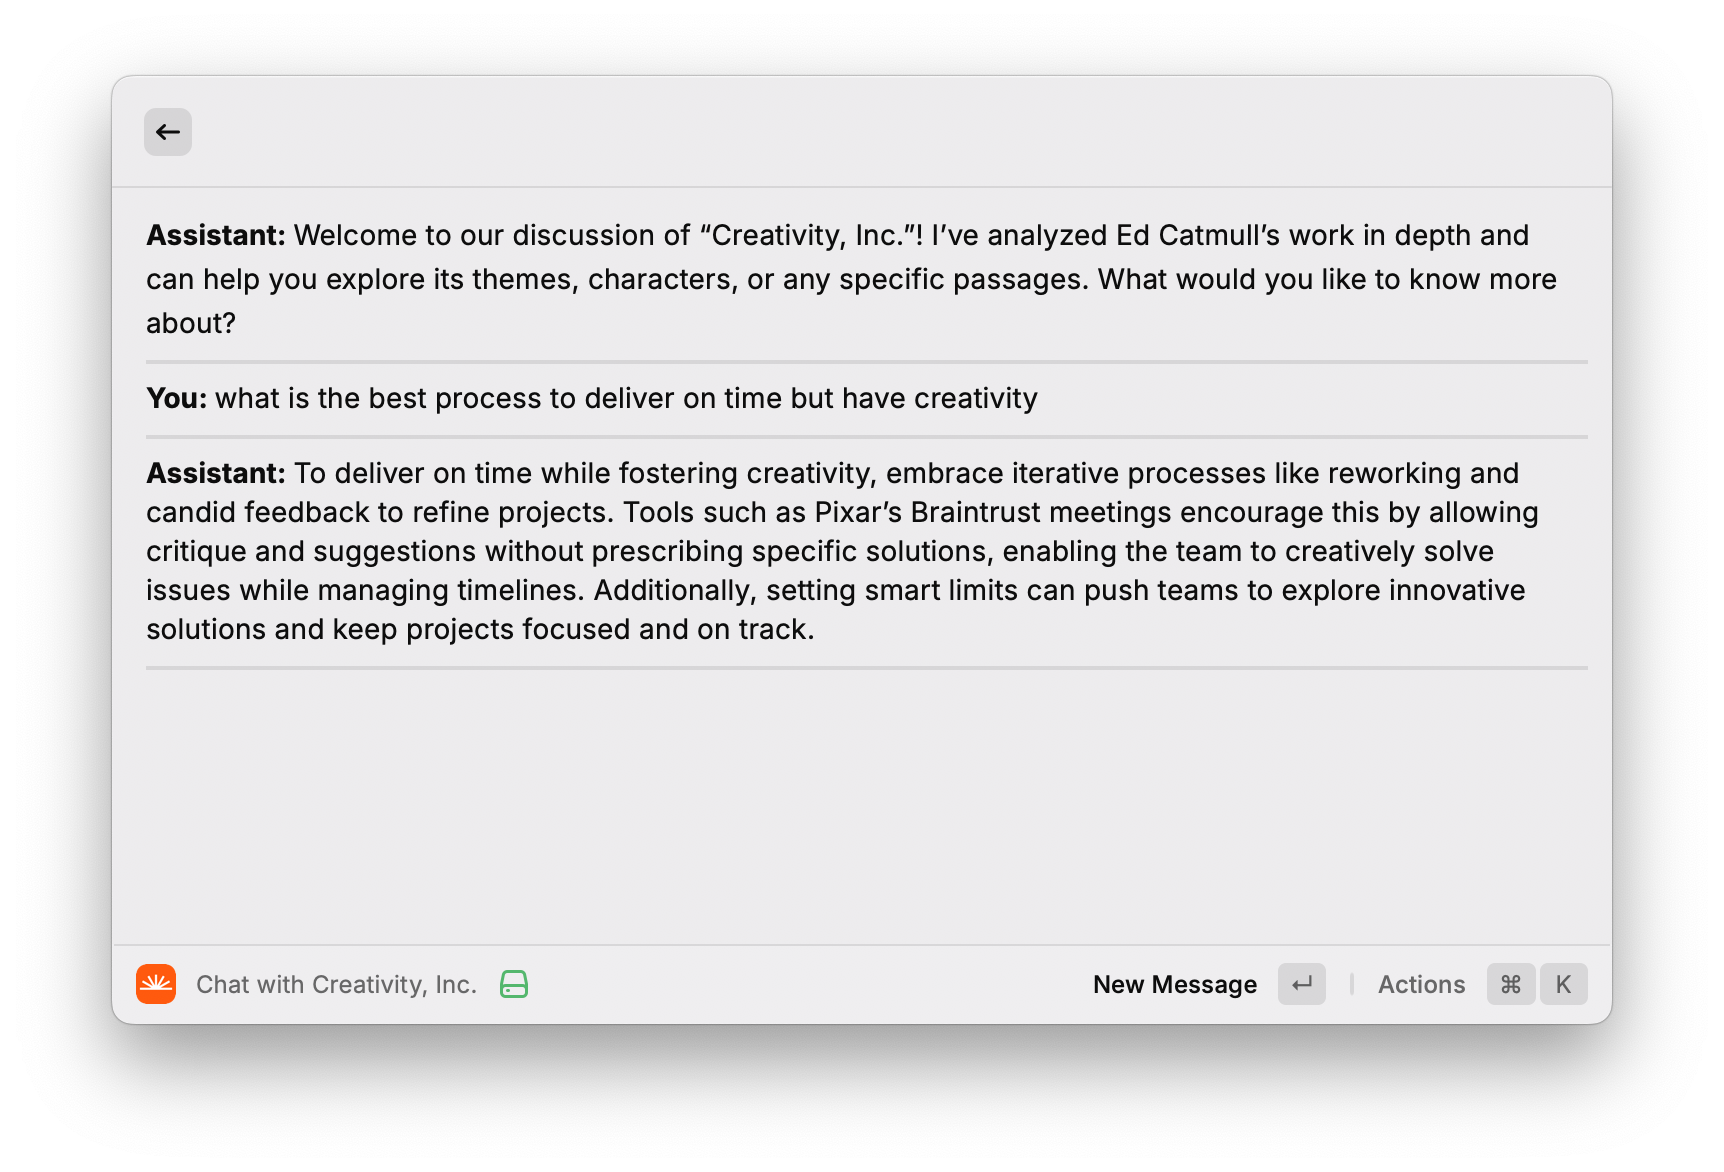 Assistant: Welcome to our discussion of “Creativity, Inc.”! I’ve analyzed Ed Catmull’s work in depth and
can help you explore its themes, characters, or any specific passages. What would you like to know more
about?
You: what is the best process to deliver on time but have creativity
Assistant: To deliver on time while fostering creativity, embrace iterative processes like reworking and
candid feedback to refine projects. Tools such as Pixar’s Braintrust meetings encourage this by allowing
critique and suggestions without prescribing specific solutions, enabling the team to creatively solve
issues while managing timelines. Additionally, setting smart limits can push teams to explore innovative
solutions and keep projects focused and on track.
Chat with Creativity, Inc. New Message ↵ Actions ⌘ K